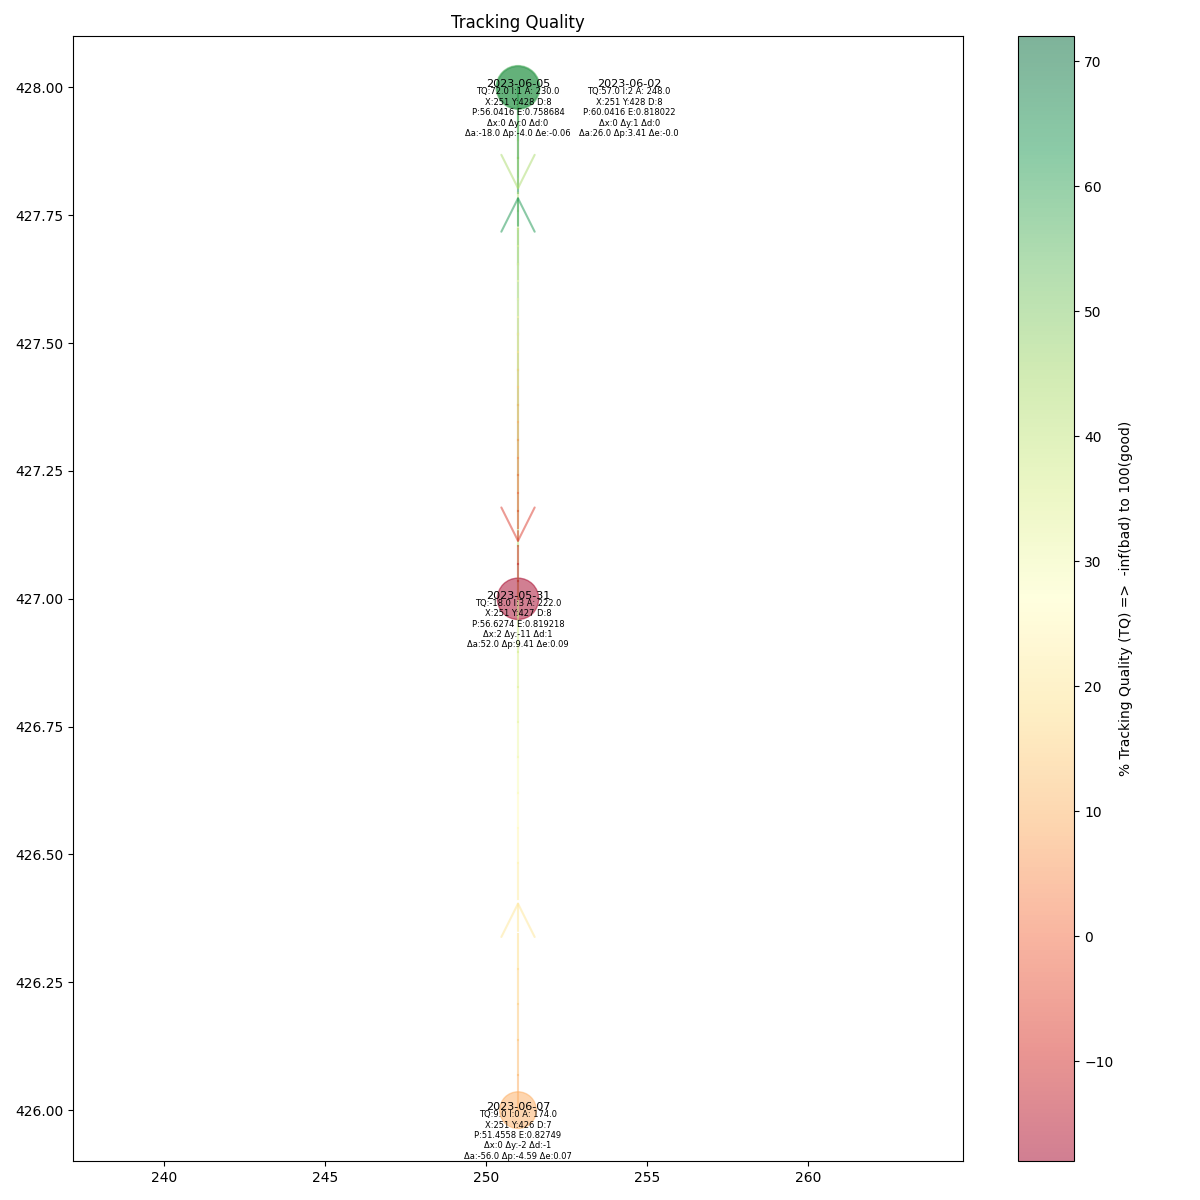 Tracking Quality
428.00
427.75
427.50
427.25
427.00
426.75
426.50
426.25
426.00
240
245
250
255
260
2023-06-05
TQ:72.0 I:1 A: 230.0
X:251 Y:428 D:8
P:56.0416 E:0.758684
Δx:0 Δy:0 Δd:0
Δa:-18.0 Δp:-4.0 Δe:-0.06
2023-06-02
TQ:57.0 I:2 A: 248.0
X:251 Y:428 D:8
P:60.0416 E:0.818022
Δx:0 Δy:1 Δd:0
Δa:26.0 Δp:3.41 Δe:-0.0
2023-05-31
TQ:-18.0 I:3 A: 222.0
X:251 Y:427 D:8
P:56.6274 E:0.819218
Δx:2 Δy:-11 Δd:1
Δa:52.0 Δp:9.41 Δe:0.09
2023-06-07
TQ:9.0 I:0 A: 174.0
X:251 Y:426 D:7
P:51.4558 E:0.82749
Δx:0 Δy:-2 Δd:-1
Δa:-56.0 Δp:-4.59 Δe:0.07
70
60
50
40
30
20
10
0
−10
% Tracking Quality (TQ) => -inf(bad) to 100(good)